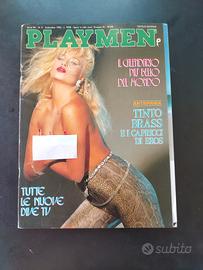 PLAYMEN
IL CALENDARIO
PIÙ BELLO
DEL MONDO
ANTEPRIMA
TINTO
BRASS
E I CAPRICCI
DI EROS
TUTTE
LE NUOVE
DIVE TV
subito